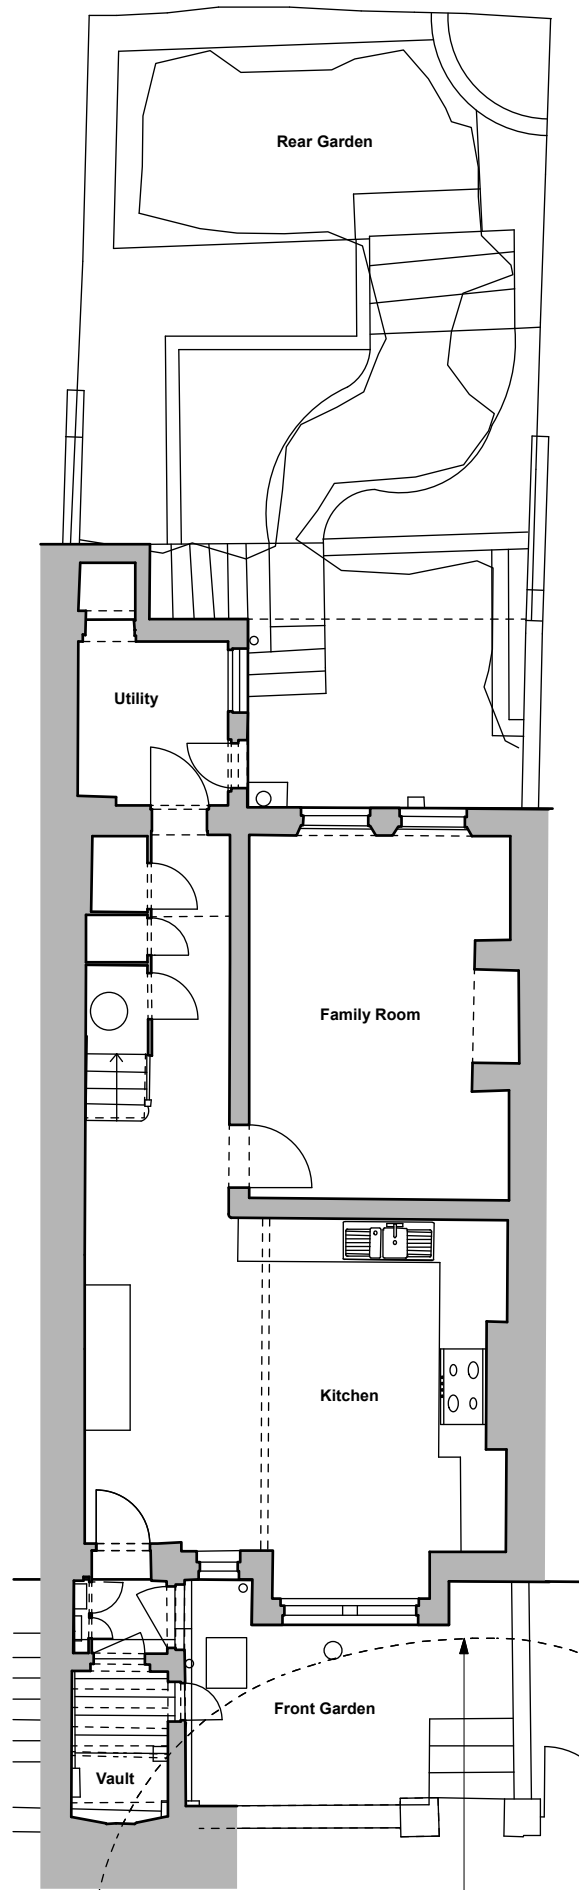 Rear Garden
Utility
Family Room
Kitchen
Front Garden
Vault